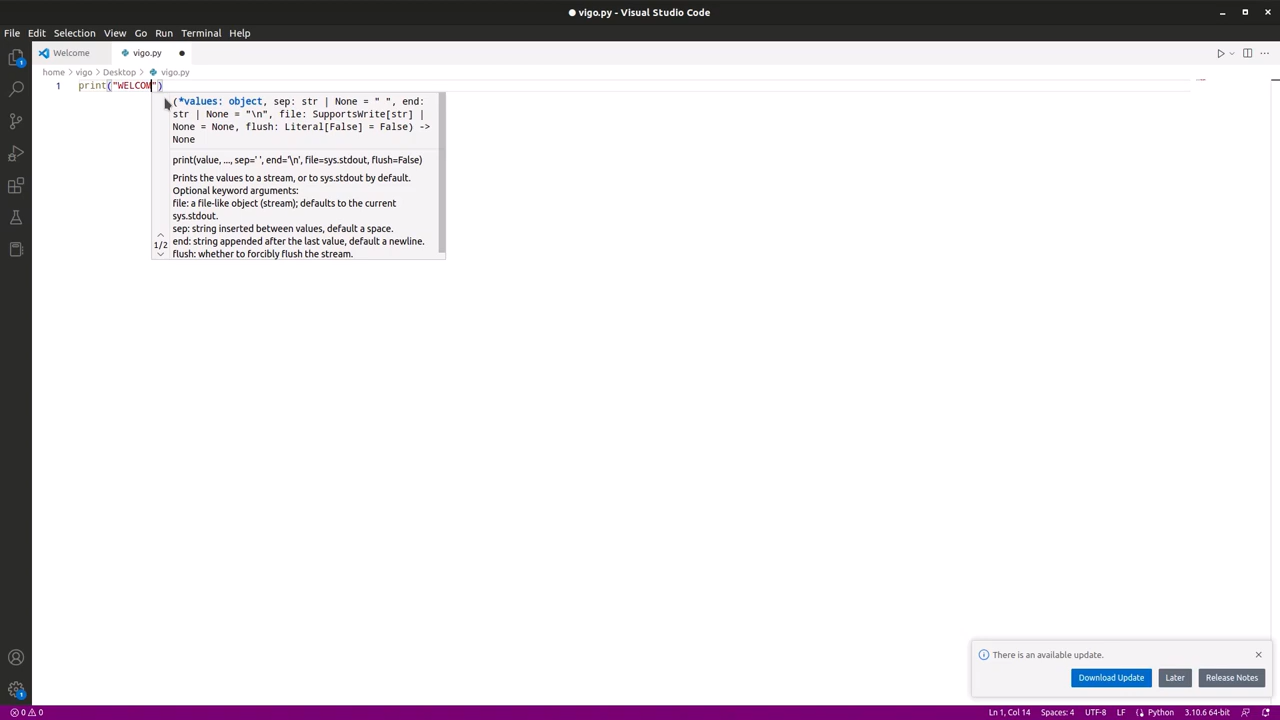 vigo.py - Visual Studio Code
File Edit Selection View Go Run Terminal Help
Welcome vigo.py
home > vigo > Desktop > vigo.py
1 print("WELCOM")
(*values: object, sep: str | None = " ", end:
str | None = "\n", file: SupportsWrite[str] |
None = None, flush: Literal[False] = False) ->
None
print(value, ..., sep=' ', end='\n', file=sys.stdout, flush=False)
Prints the values to a stream, or to sys.stdout by default.
Optional keyword arguments:
file: a file-like object (stream); defaults to the current
sys.stdout.
sep: string inserted between values, default a space.
end: string appended after the last value, default a newline.
flush: whether to forcibly flush the stream.
1/2
1
There is an available update.
Download Update Later Release Notes
1
0 0 Ln 1, Col 14 Spaces: 4 UTF-8 LF Python 3.10.6 64-bit